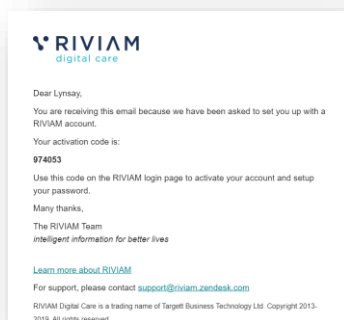 RIVIAM
digital care
Dear Lynsay,
You are receiving this email because we have been asked to set you up with a
RIVIAM account.
Your activation code is:
974053
Use this code on the RIVIAM login page to activate your account and setup
your password.
Many thanks,
The RIVIAM Team
intelligent information for better lives
Learn more about RIVIAM
For support, please contact support@riviam.zendesk.com
RIVIAM Digital Care is a trading name of Targett Business Technology Ltd. Copyright 2013-
2019. All rights reserved.